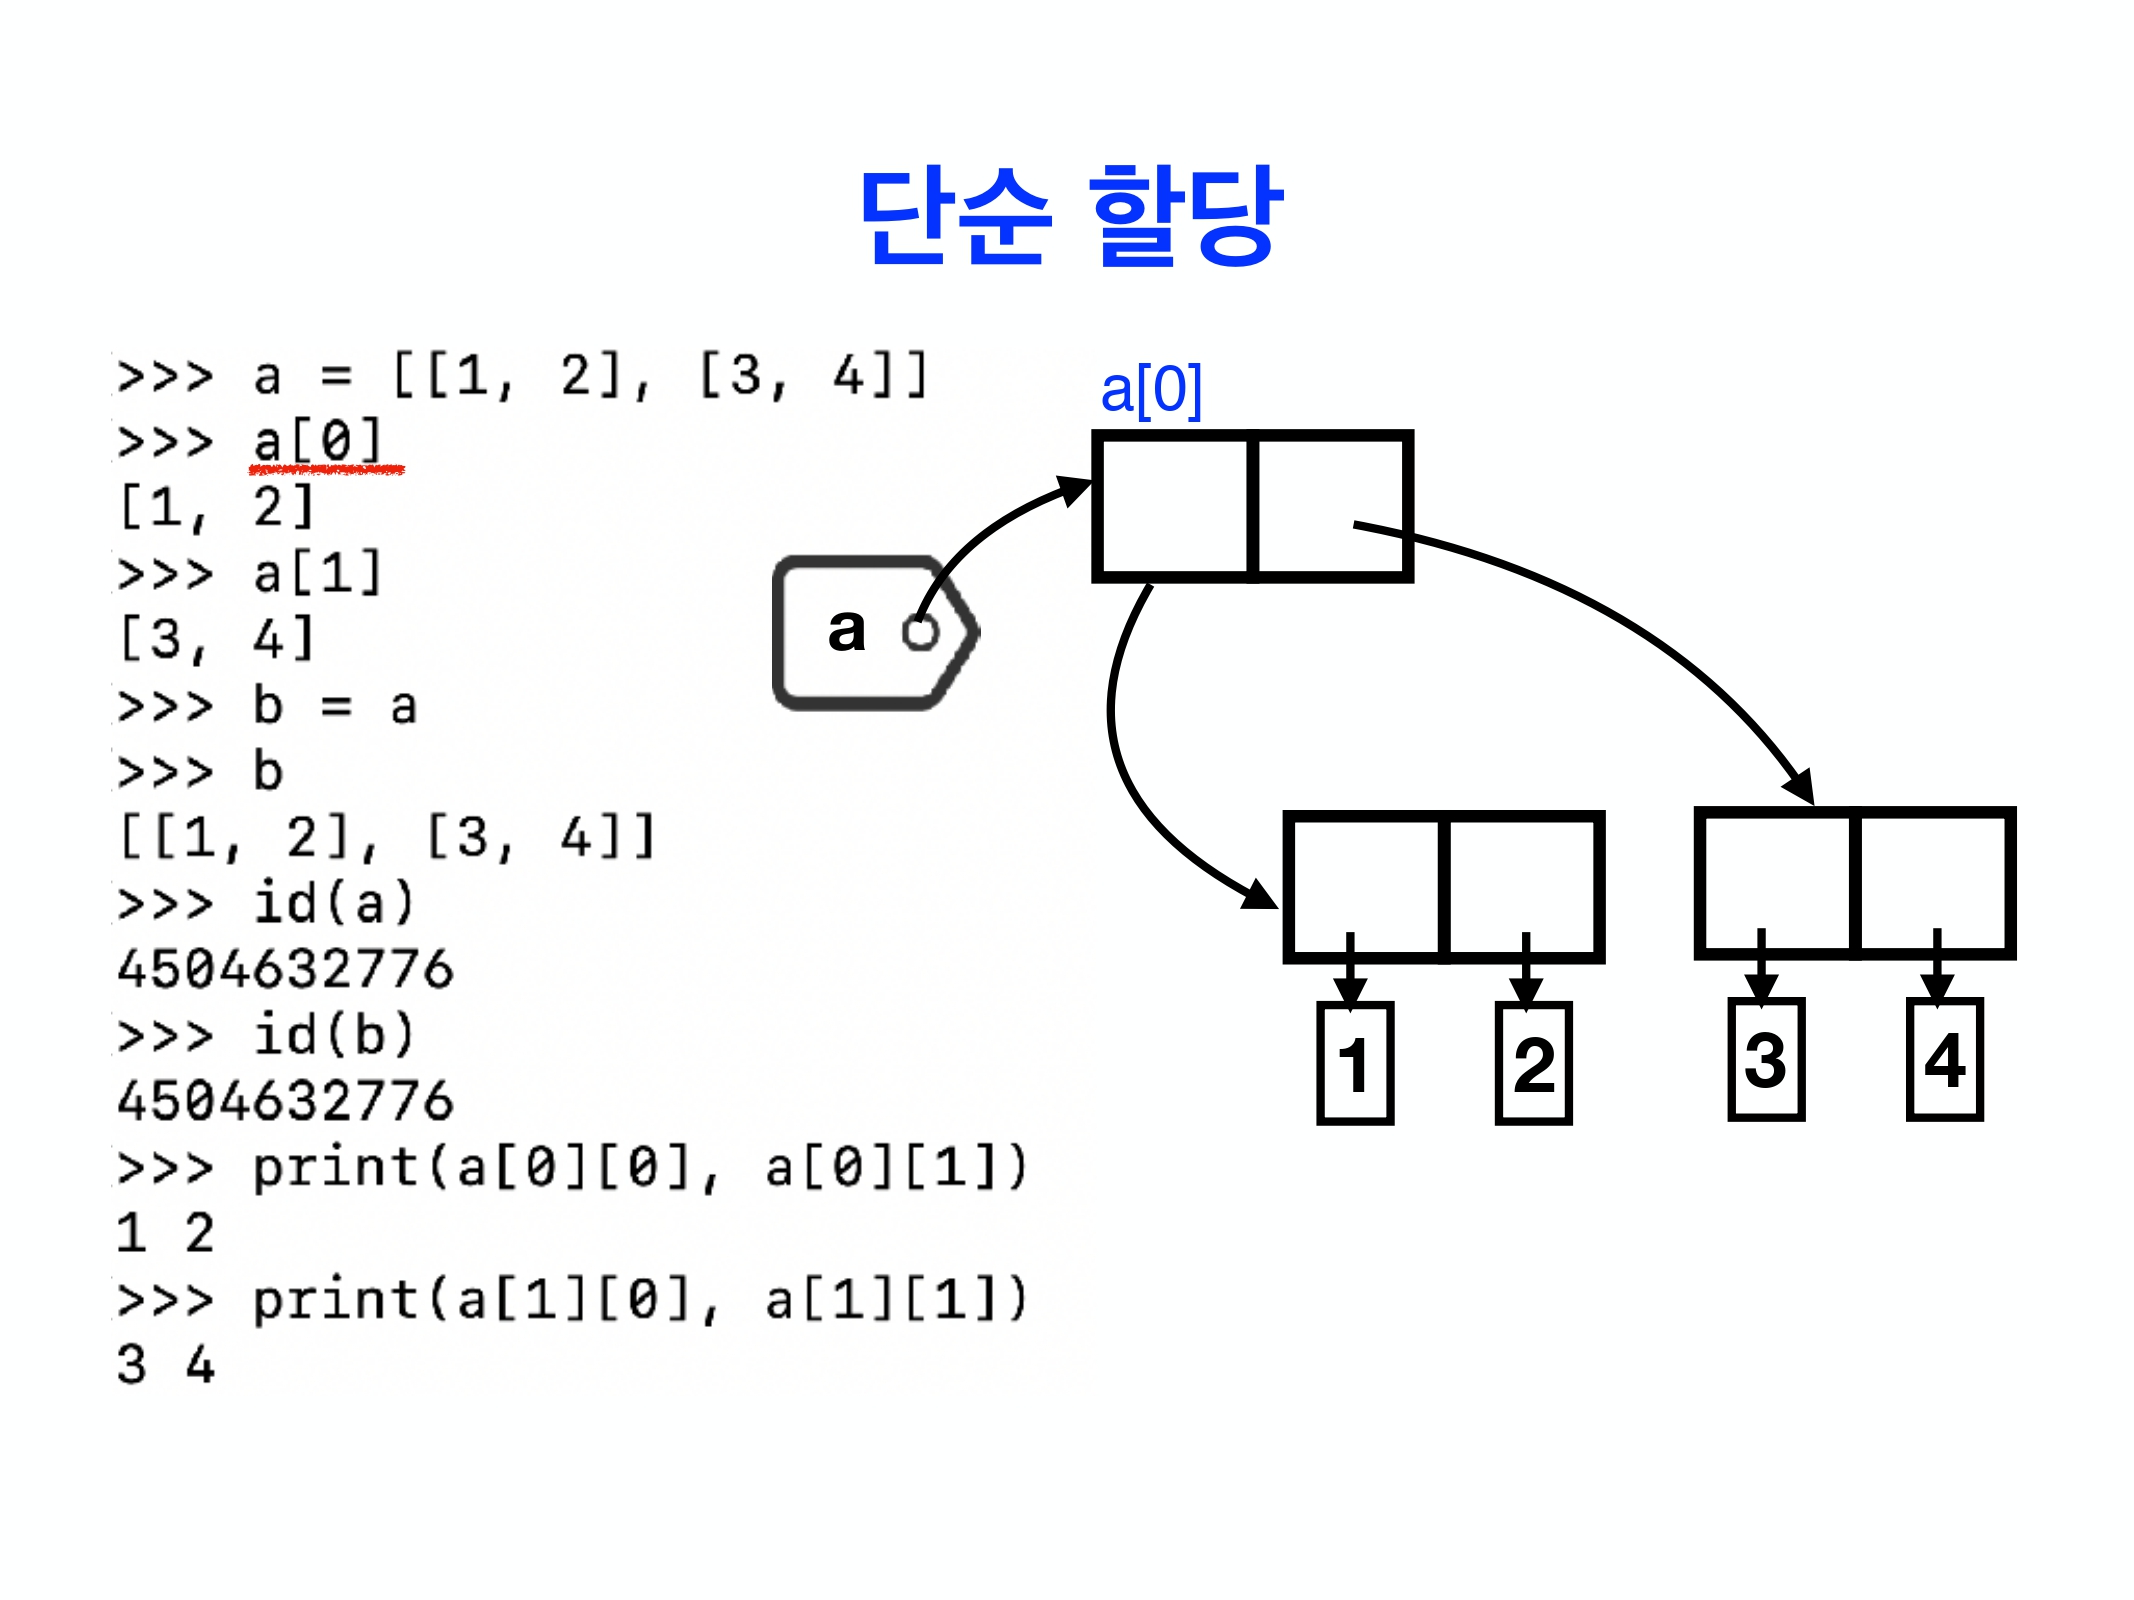 단순 할당
>>> a = [[1, 2], [3, 4]]
>>> a[0]
[1, 2]
>>> a[1]
[3, 4]
>>> b = a
>>> b
[[1, 2], [3, 4]]
>>> id(a)
4504632776
>>> id(b)
4504632776
>>> print(a[0][0], a[0][1])
1 2
>>> print(a[1][0], a[1][1])
3 4
a[0]
a
1 2 3 4